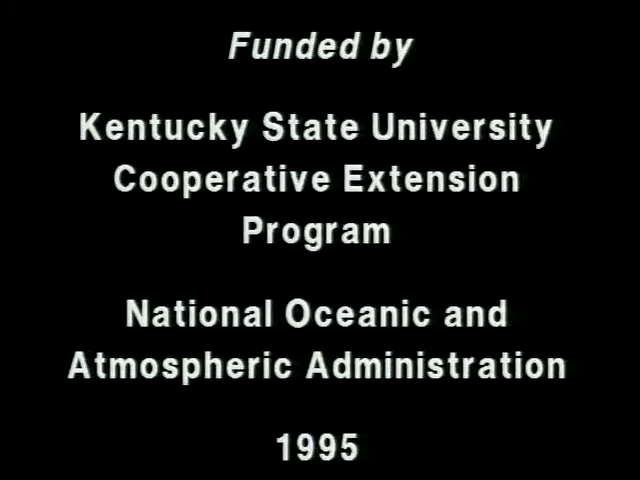 Funded by
Kentucky State University
Cooperative Extension
Program
National Oceanic and
Atmospheric Administration
1995